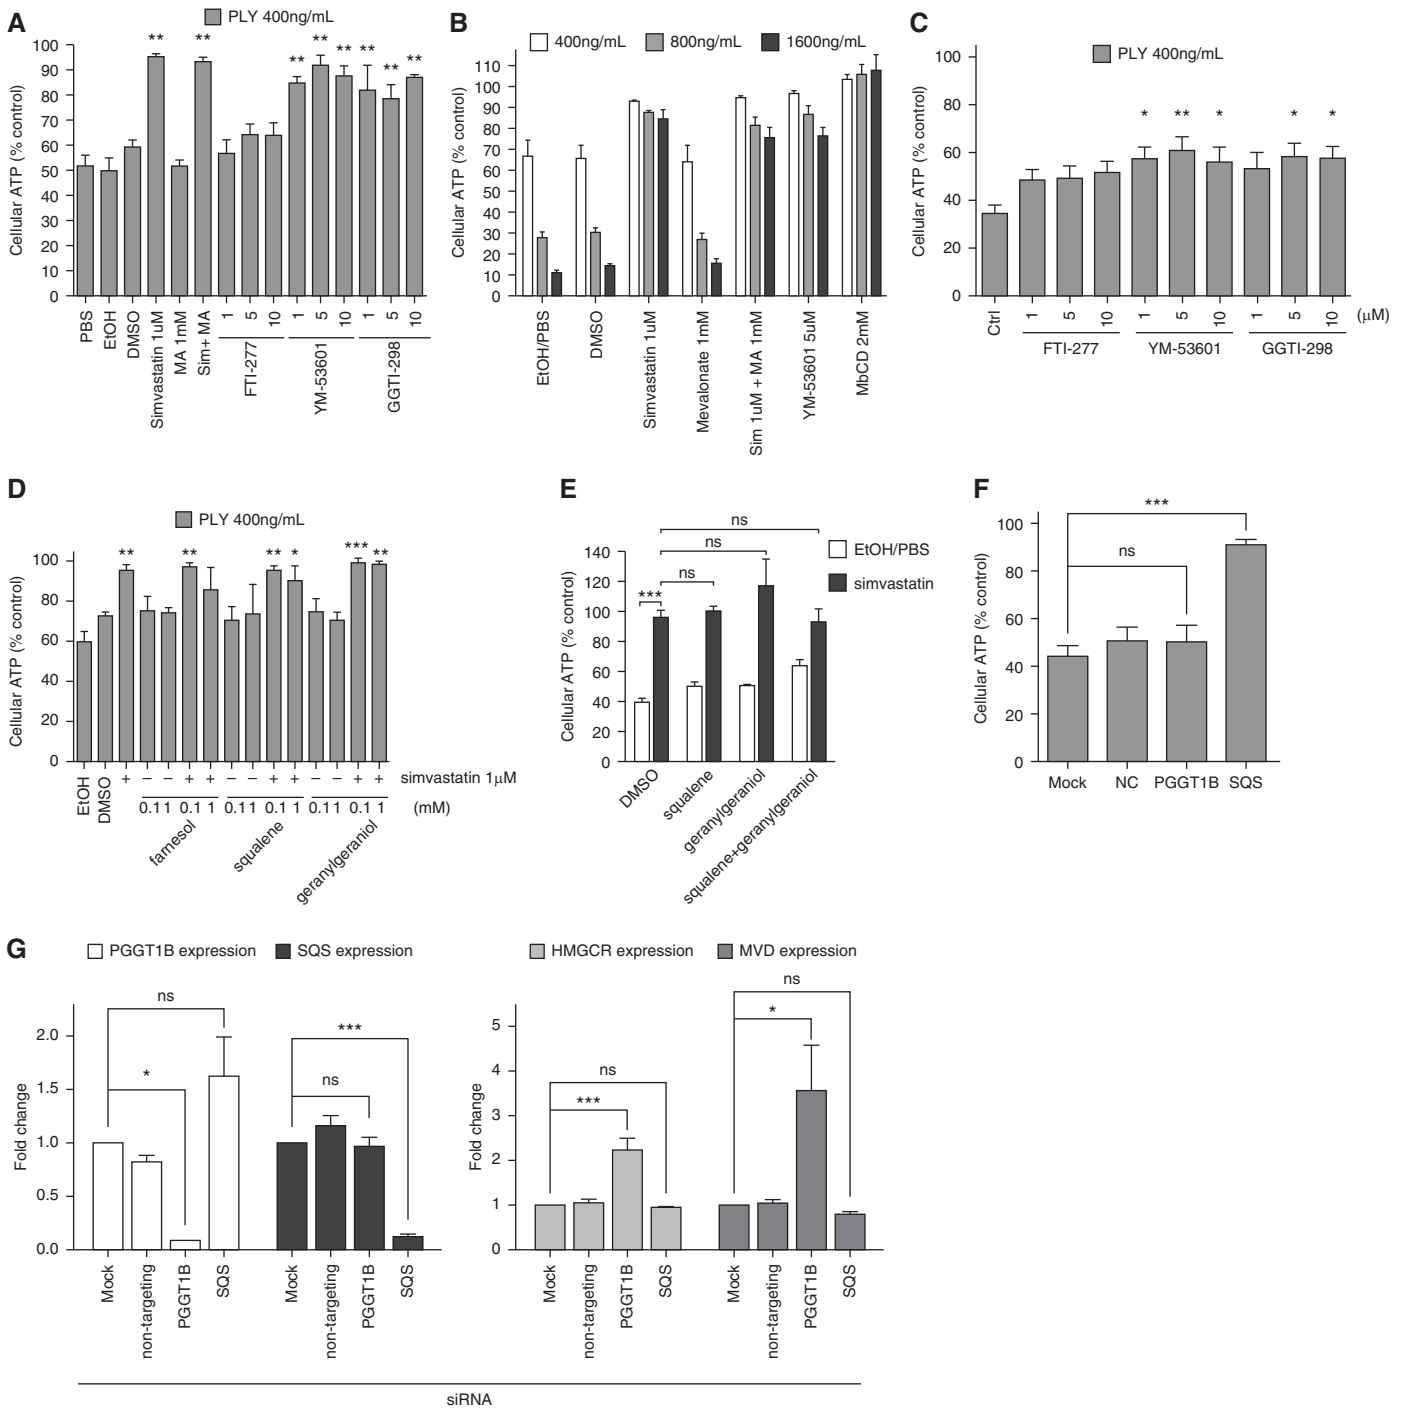 A
PLY 400ng/mL
Cellular ATP (% control)
100
90
80
70
60
50
40
30
20
10
0
** ** ** ** ** ** ** **
PBS
EtOH
DMSO
Simvastatin 1uM
MA 1mM
Sim+ MA
1 5 10 1 5 10 1 5 10
FTI-277
YM-53601
GGTI-298
B
400ng/mL 800ng/mL 1600ng/mL
Cellular ATP (% control)
110
100
90
80
70
60
50
40
30
20
10
0
EtOH/PBS
DMSO
Simvastatin 1uM
Mevalonate 1mM
Sim 1uM + MA 1mM
YM-53601 5uM
MbCD 2mM
C
PLY 400ng/mL
Cellular ATP (% control)
100
80
60
40
20
0
* ** * * *
Ctrl
1 5 10 1 5 10 1 5 10 (μM)
FTI-277 YM-53601 GGTI-298
D
PLY 400ng/mL
Cellular ATP (% control)
100
80
60
40
20
0
** ** ** * *** **
EtOH
DMSO
+ − − + + − − + + − − + + simvastatin 1μM
0.1 1 0.1 1 0.1 1 0.1 1 0.1 1 0.1 1 (mM)
farnesol
squalene
geranylgeraniol
E
EtOH/PBS
simvastatin
Cellular ATP (% control)
140
120
100
80
60
40
20
0
ns
ns
ns
***
DMSO
squalene
geranylgeraniol
squalene+geranylgeraniol
F
Cellular ATP (% control)
100
80
60
40
20
0
***
ns
Mock NC PGGT1B SQS
G
PGGT1B expression SQS expression
Fold change
2.0
1.5
1.0
0.5
0.0
ns
*
***
ns
Mock
non-targeting
PGGT1B
SQS
Mock
non-targeting
PGGT1B
SQS
HMGCR expression MVD expression
Fold change
5
4
3
2
1
0
ns
***
ns
*
Mock
non-targeting
PGGT1B
SQS
Mock
non-targeting
PGGT1B
SQS
siRNA